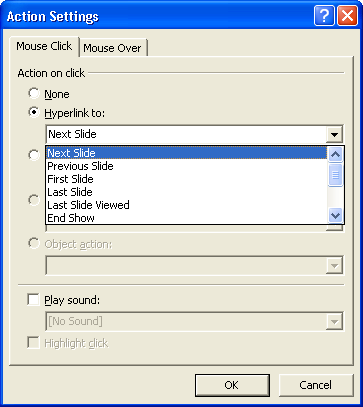 Action Settings
Mouse Click Mouse Over
Action on click
None
Hyperlink to:
Next Slide
Next Slide
Previous Slide
First Slide
Last Slide
Last Slide Viewed
End Show
Object action:
Play sound:
[No Sound]
Highlight click
OK Cancel